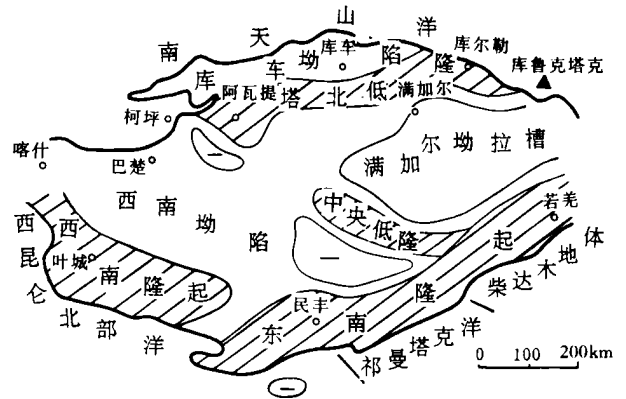 南天山洋
库车坳陷
库车
塔北低隆
阿瓦提
满加尔
库尔勒
库鲁克塔克
柯坪
喀什
巴楚
满加尔坳拉槽
西南坳陷
中央低隆
若羌
西南隆起
叶城
西昆仑北部洋
东南隆起
民丰
柴达木地体
祁曼塔克洋
0 100 200km